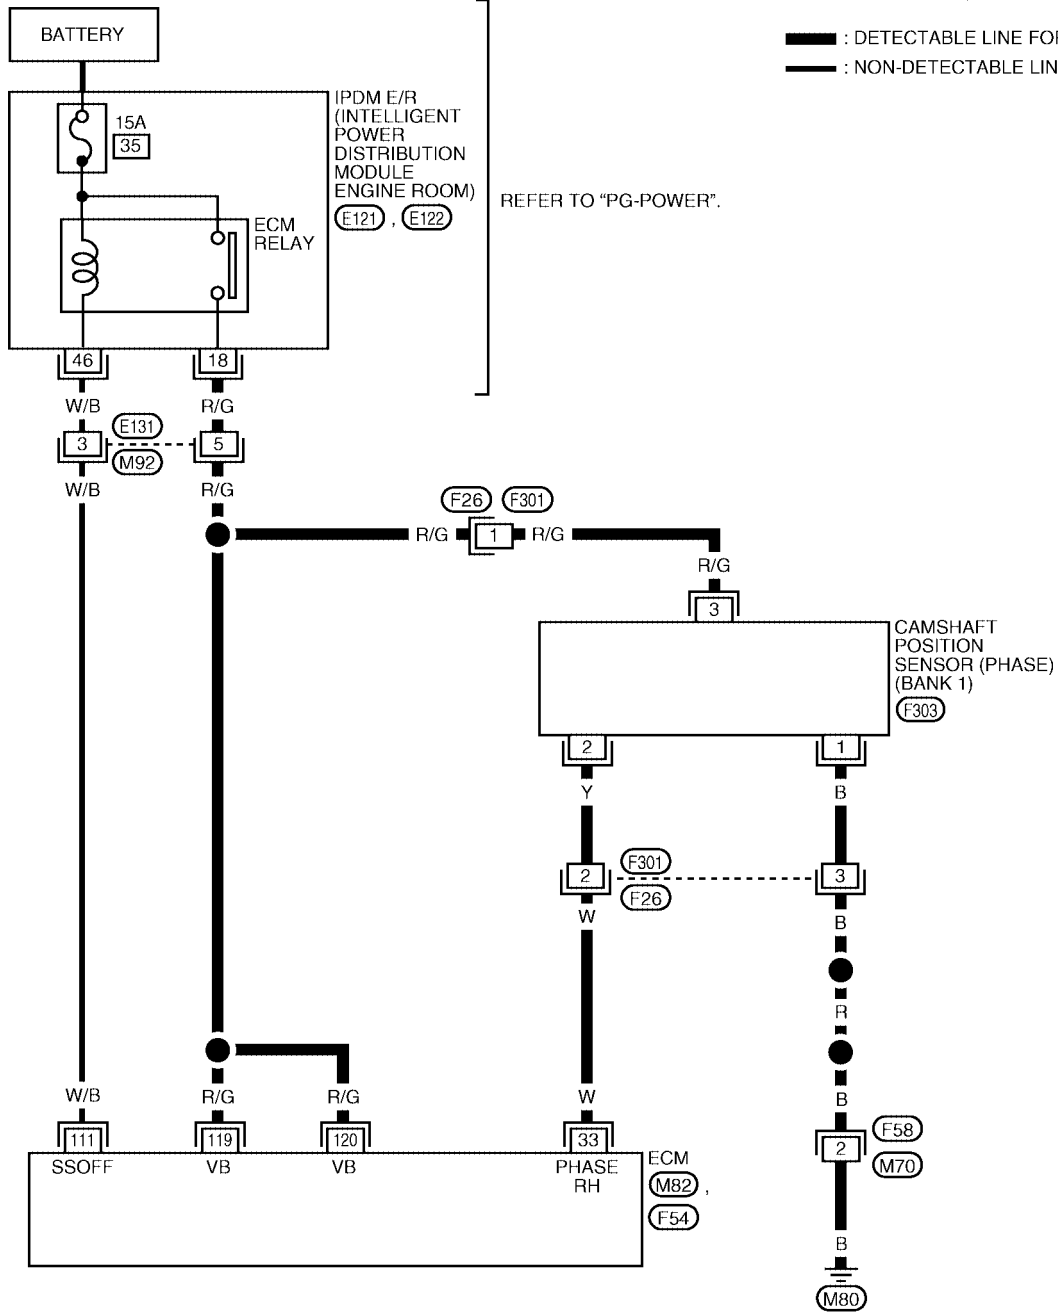 BATTERY
: DETECTABLE LINE FO
: NON-DETECTABLE LIN
15A
35
IPDM E/R
(INTELLIGENT
POWER
DISTRIBUTION
MODULE
ENGINE ROOM)
E121 , E122
REFER TO “PG-POWER”.
ECM
RELAY
46
18
W/B
R/G
3
E131
5
M92
W/B
R/G
F26
F301
R/G
1
R/G
R/G
3
CAMSHAFT
POSITION
SENSOR (PHASE)
(BANK 1)
F303
2
1
Y
B
2
F301
3
F26
W
B
R
W/B
R/G
R/G
W
B
111
119
120
33
2
F58
M70
SSOFF
VB
VB
PHASE
RH
ECM
M82 ,
F54
B
M80